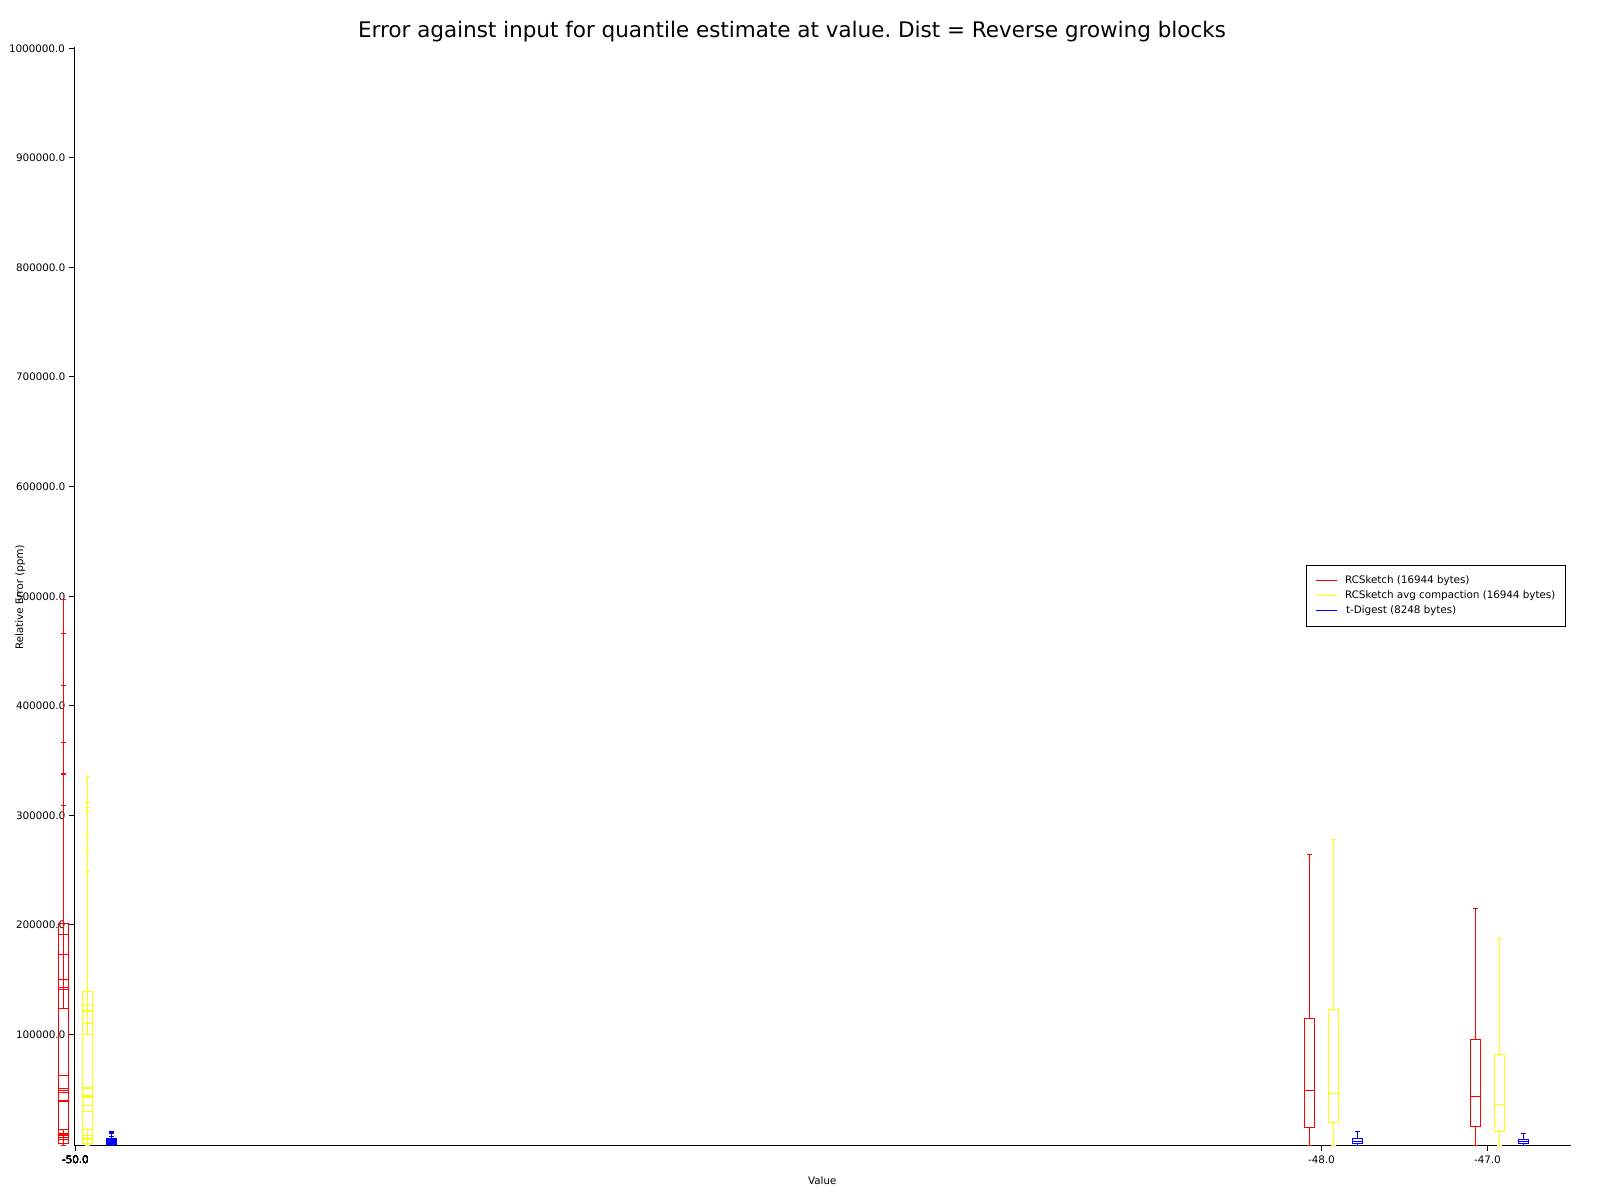 Error against input for quantile estimate at value. Dist = Reverse growing blocks
1000000.0
900000.0
800000.0
700000.0
600000.0
500000.0
400000.0
300000.0
200000.0
100000.0
Relative Error (ppm)
RCSketch (16944 bytes)
RCSketch avg compaction (16944 bytes)
t-Digest (8248 bytes)
-50.0
-48.0
-47.0
Value